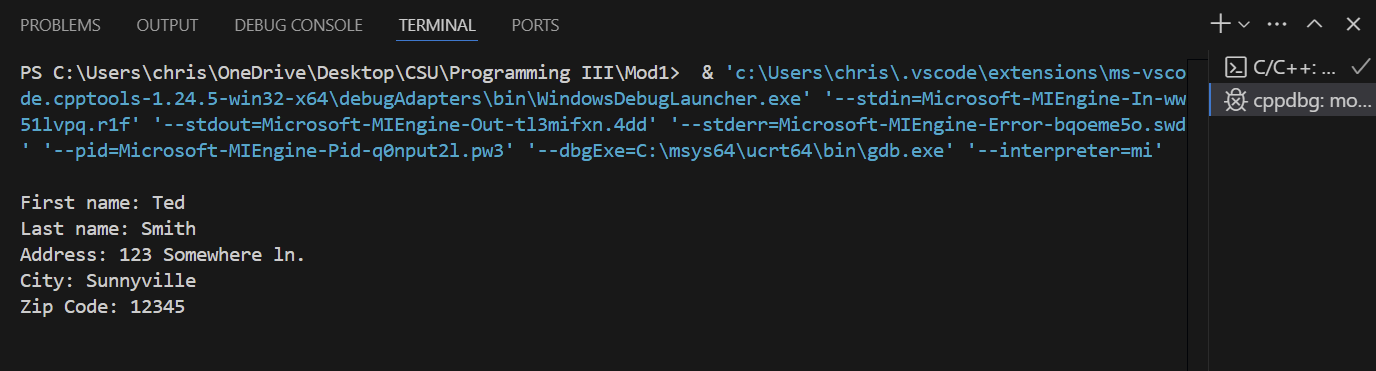 PROBLEMS OUTPUT DEBUG CONSOLE TERMINAL PORTS
PS C:\Users\chris\OneDrive\Desktop\CSU\Programming III\Mod1>  & 'c:\Users\chris\.vscode\extensions\ms-vsco
de.cpptools-1.24.5-win32-x64\debugAdapters\bin\WindowsDebugLauncher.exe' '--stdin=Microsoft-MIEngine-In-ww
51lvpq.r1f' '--stdout=Microsoft-MIEngine-Out-tl3mifxn.4dd' '--stderr=Microsoft-MIEngine-Error-bqoeme5o.swd
' '--pid=Microsoft-MIEngine-Pid-q0nput2l.pw3' '--dbgExe=C:\msys64\ucrt64\bin\gdb.exe' '--interpreter=mi'
First name: Ted
Last name: Smith
Address: 123 Somewhere ln.
City: Sunnyville
Zip Code: 12345
C/C++: ...
cppdbg: mo...